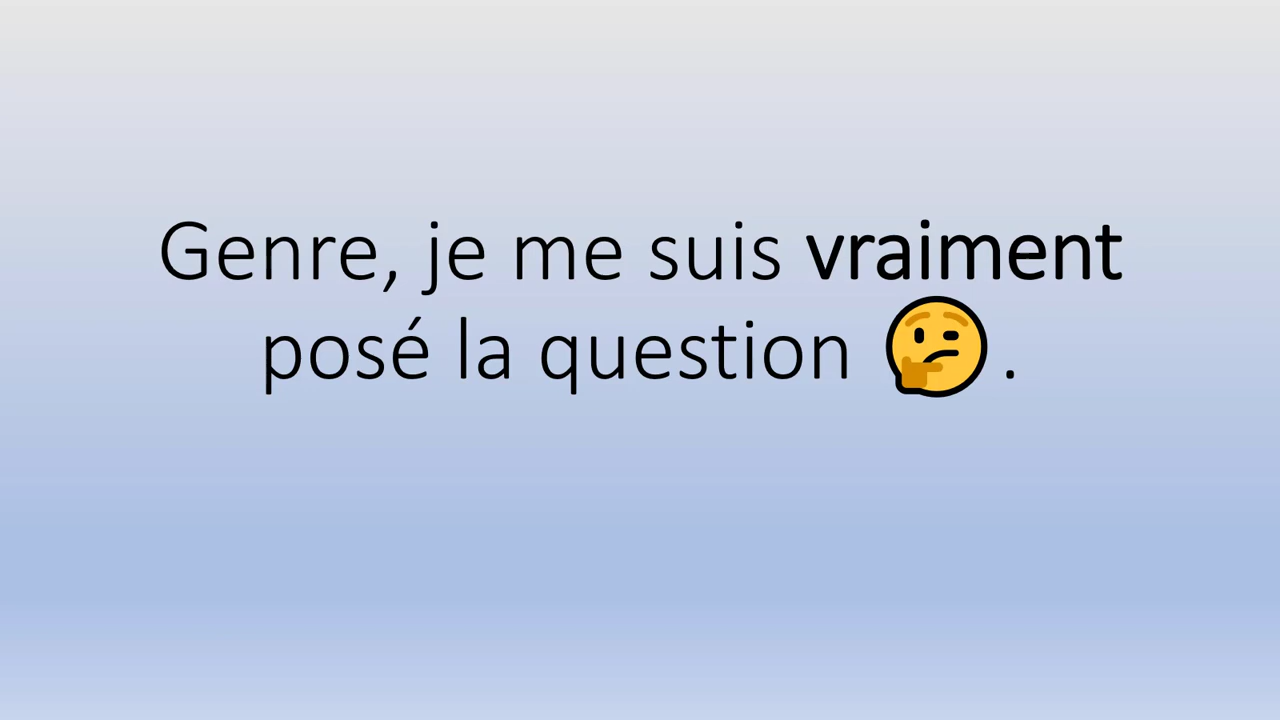 Genre, je me suis vraiment
posé la question 🤔.